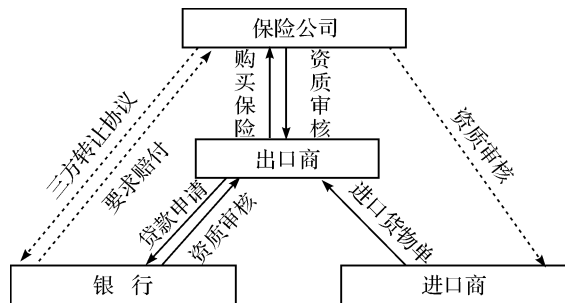 保险公司
购买保险
资质审核
三方转让协议
要求赔付
资质审核
出口商
贷款申请
资质审核
进口货物单
银 行
进口商